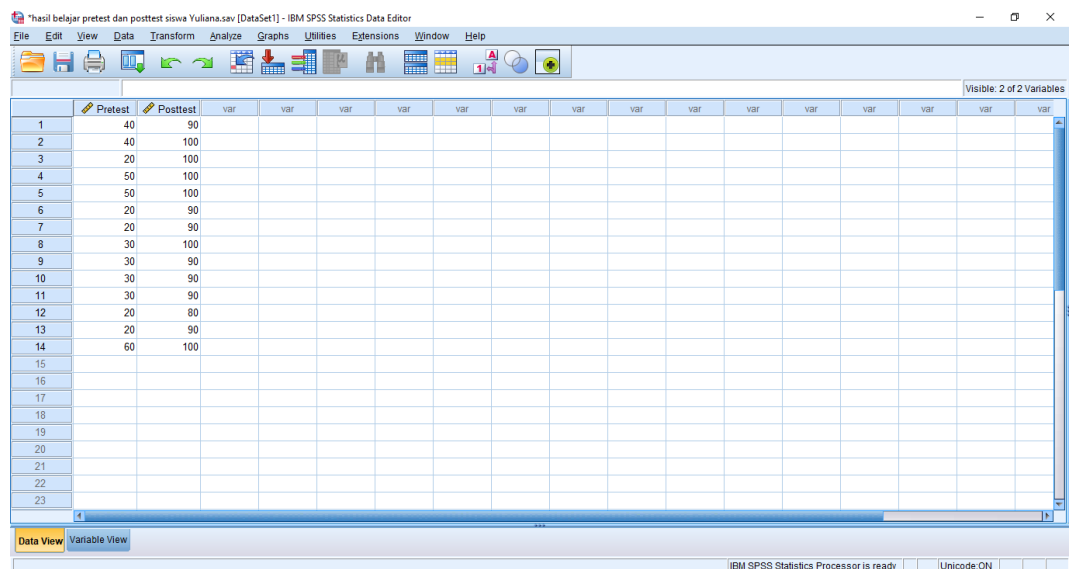 *hasil belajar pretest dan posttest siswa Yuliana.sav [DataSet1] - IBM SPSS Statistics Data Editor
File Edit View Data Transform Analyze Graphs Utilities Extensions Window Help
Visible: 2 of 2 Variables
Pretest Posttest var var var var var var var var var var var var var
1 40 90
2 40 100
3 20 100
4 50 100
5 50 100
6 20 90
7 20 90
8 30 100
9 30 90
10 30 90
11 30 90
12 20 80
13 20 90
14 60 100
15
16
17
18
19
20
21
22
23
Data View Variable View
IBM SPSS Statistics Processor is ready Unicode:ON